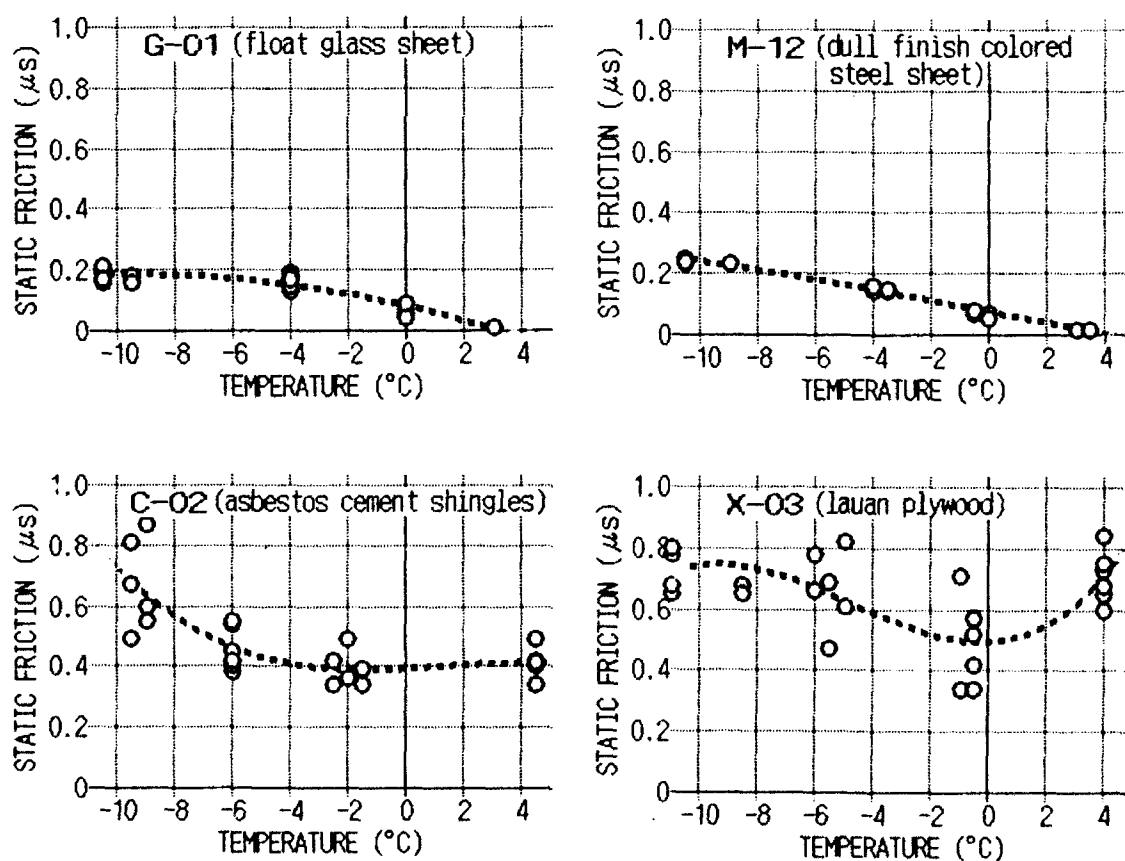 G-01 (float glass sheet)
STATIC FRICTION (μs)
1.0
0.8
0.6
0.4
0.2
0
-10 -8 -6 -4 -2 0 2 4
TEMPERATURE (°C)
M-12 (dull finish colored
steel sheet)
STATIC FRICTION (μs)
1.0
0.8
0.6
0.4
0.2
0
-10 -8 -6 -4 -2 0 2 4
TEMPERATURE (°C)
C-02 (asbestos cement shingles)
STATIC FRICTION (μs)
1.0
0.8
0.6
0.4
0.2
0
-10 -8 -6 -4 -2 0 2 4
TEMPERATURE (°C)
X-03 (lauan plywood)
STATIC FRICTION (μs)
1.0
0.8
0.6
0.4
0.2
0
-10 -8 -6 -4 -2 0 2 4
TEMPERATURE (°C)